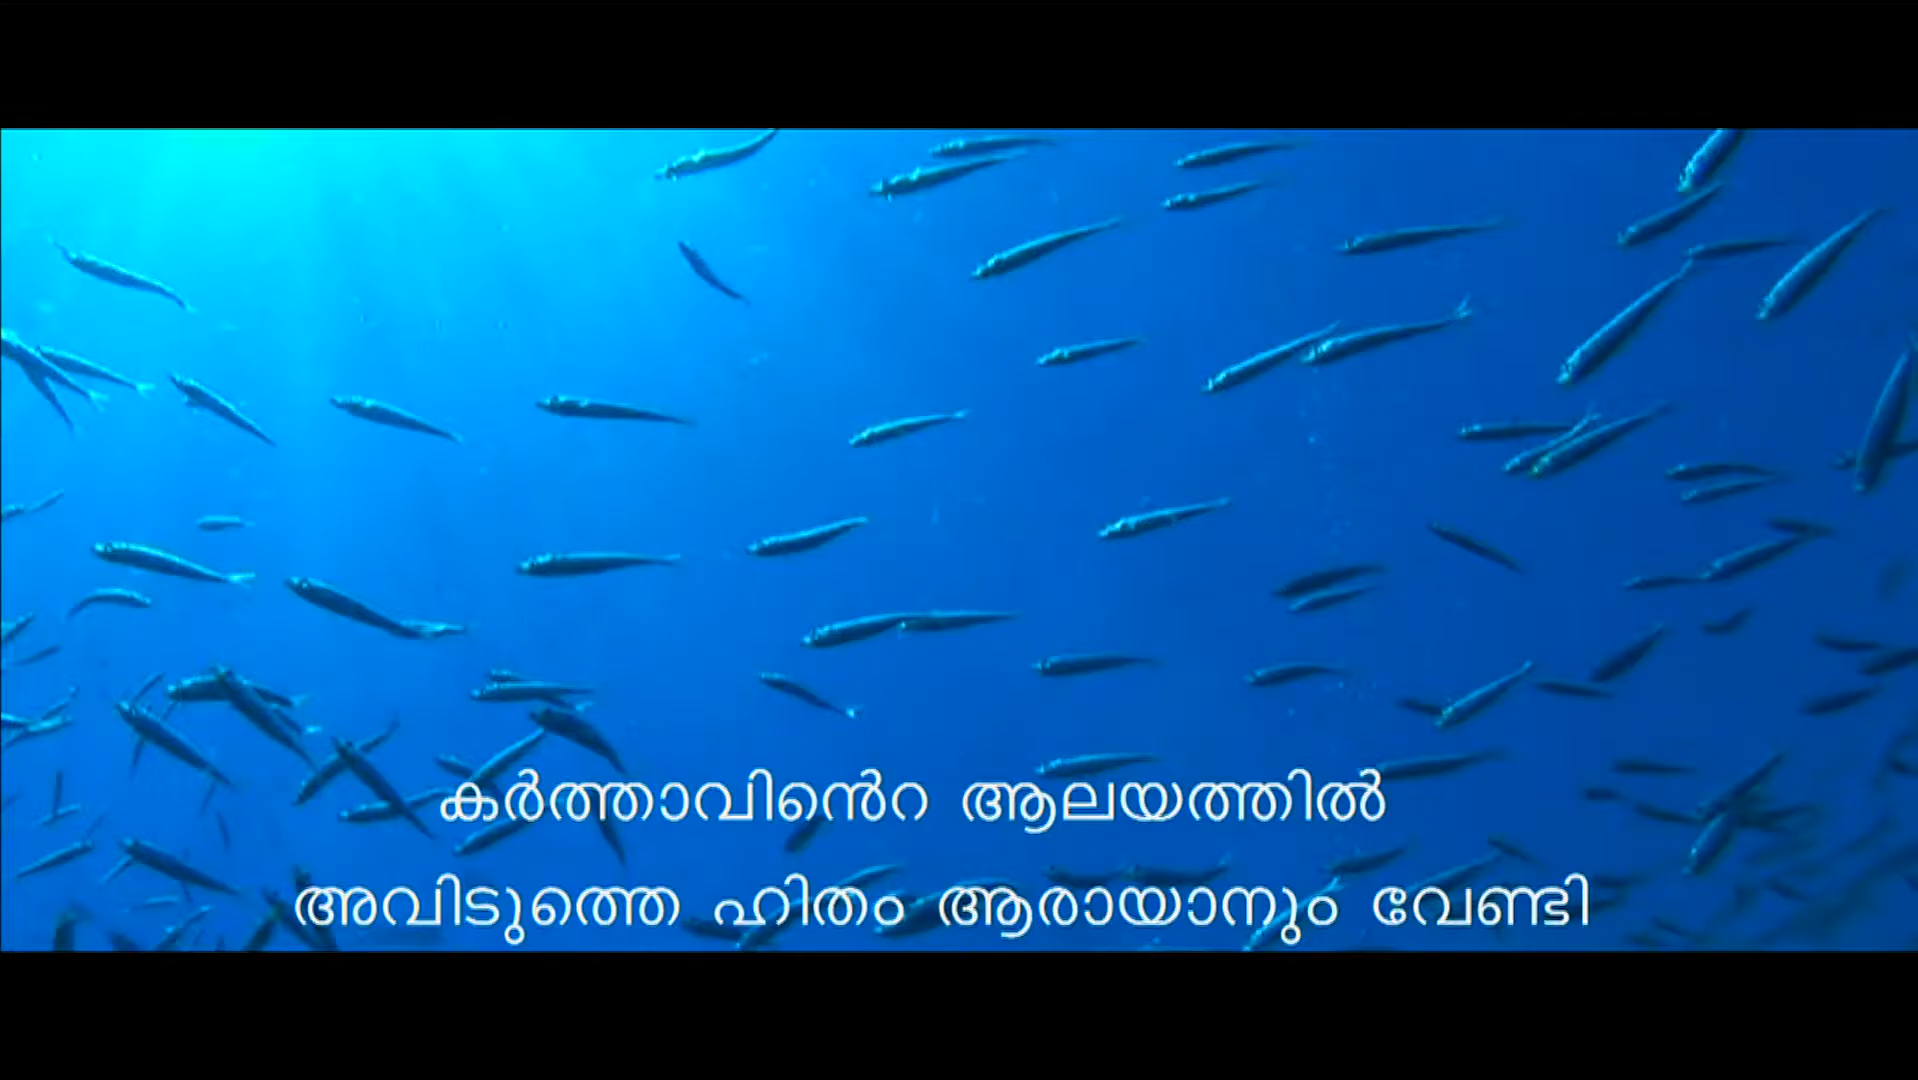 കർത്താവിൻെറ ആലയത്തിൽ
അവിടുത്തെ ഹിതം ആരായാനും വേണ്ടി